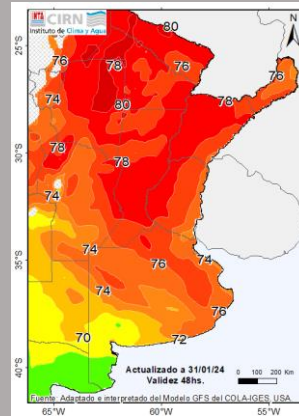 INTA CIRN
Instituto de Clima y Agua
N
80
76
78
76
74
80
78
78
78
74
74
76
74
74
76
70
72
25°S
30°S
35°S
40°S
Actualizado a 31/01/24
Validez 48hs.
0 100 200 Km
Fuente: Adaptado e interpretado del Modelo GFS del COLA-IGES, USA.
65°W
60°W
55°W